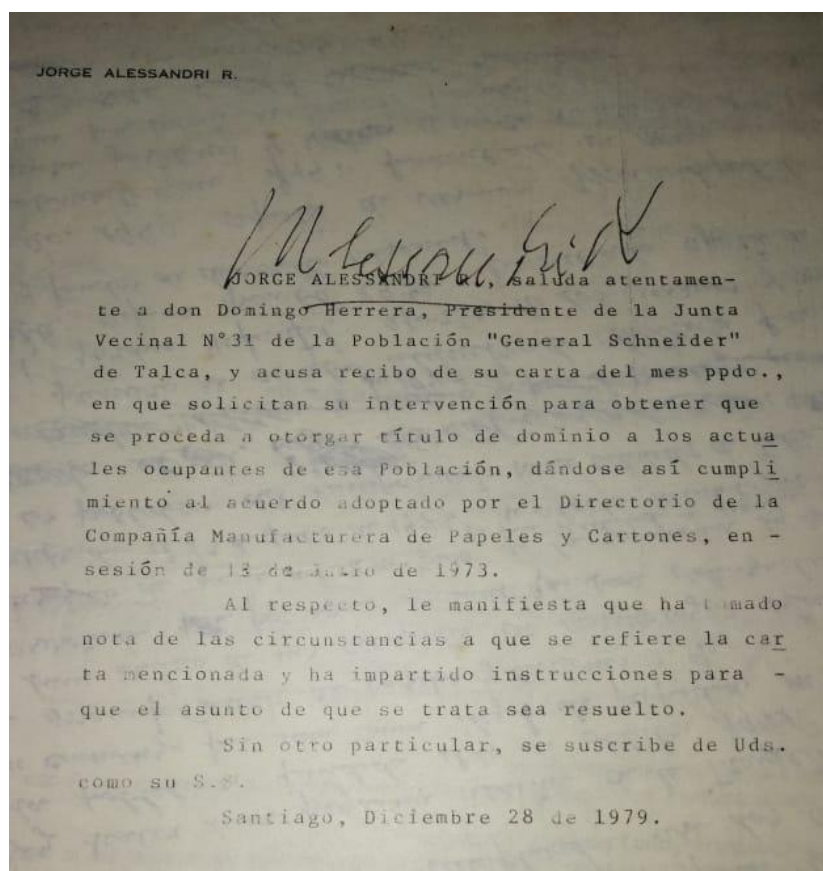 JORGE ALESSANDRI R.
JORGE ALESSANDRI R., saluda atentamen-
te a don Domingo Herrera, Presidente de la Junta
Vecinal N°31 de la Población "General Schneider"
de Talca, y acusa recibo de su carta del mes ppdo.,
en que solicitan su intervención para obtener que
se proceda a otorgar título de dominio a los actua
les ocupantes de esa Población, dándose así cumpli
miento al acuerdo adoptado por el Directorio de la
Compañía Manufacturera de Papeles y Cartones, en -
sesión de 13 de de 1973.
Al respecto, le manifiesta que ha tomado
nota de las circunstancias a que se refiere la car
ta mencionada y ha impartido instrucciones para -
que el asunto de que se trata sea resuelto.
Sin otro particular, se suscribe de Uds.
como su S.S.
Santiago, Diciembre 28 de 1979.